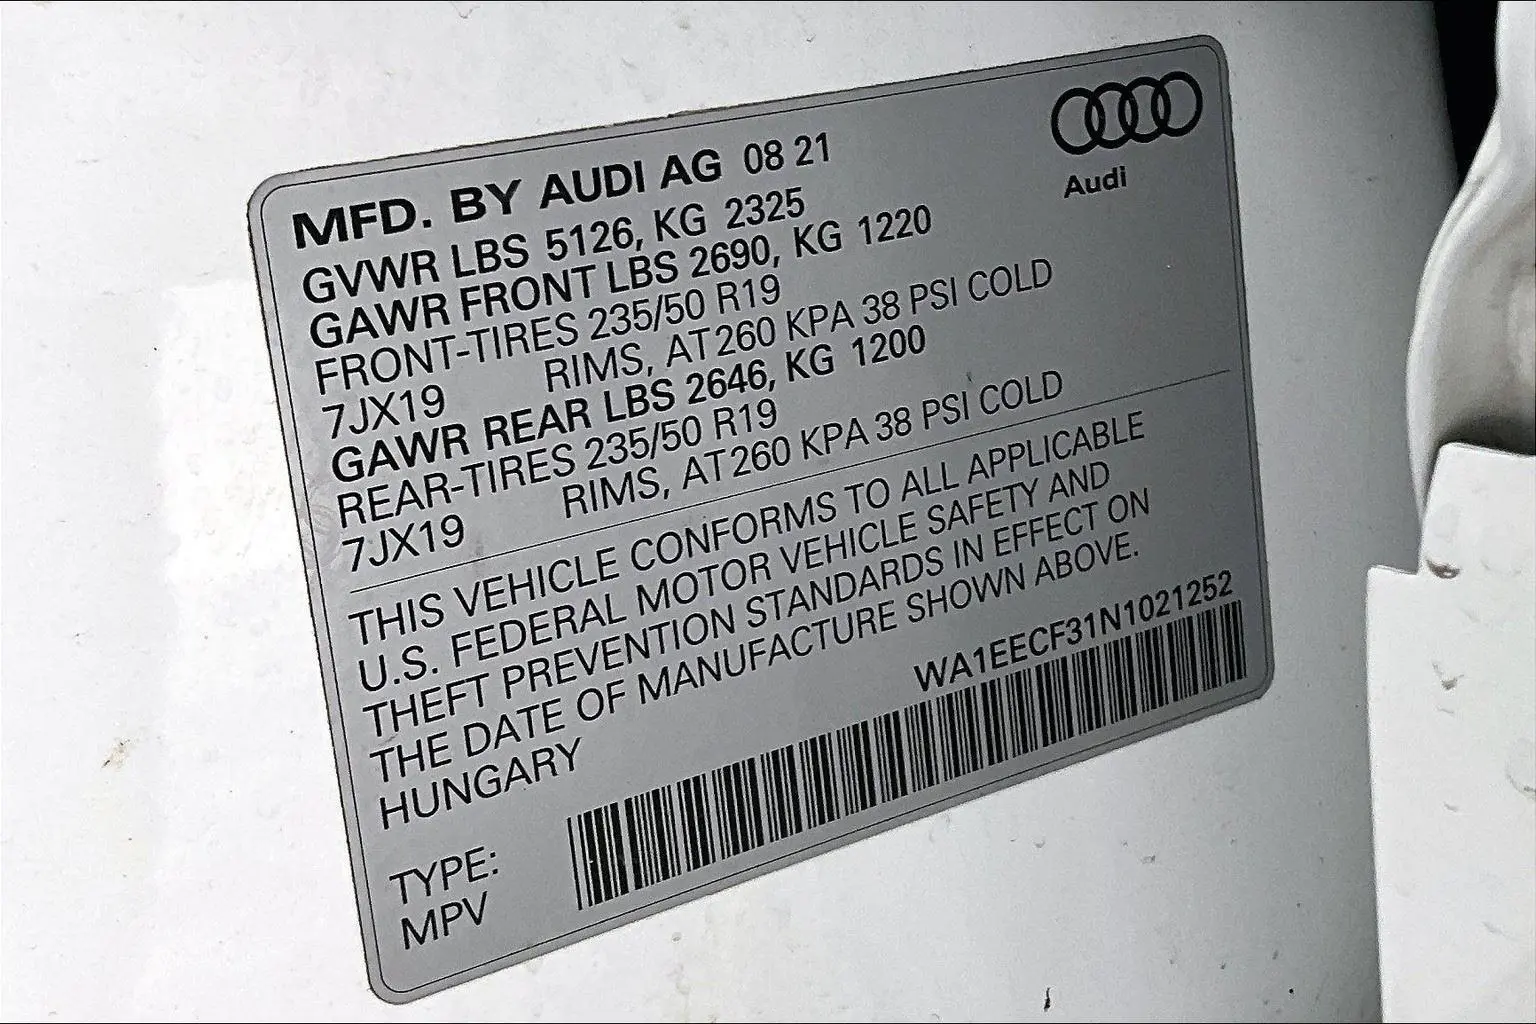 MFD. BY AUDI AG 08 21
Audi
GVWR LBS 5126, KG 2325
GAWR FRONT LBS 2690, KG 1220
FRONT-TIRES 235/50 R19
7JX19 RIMS, AT260 KPA 38 PSI COLD
GAWR REAR LBS 2646, KG 1200
REAR-TIRES 235/50 R19
7JX19 RIMS, AT260 KPA 38 PSI COLD
THIS VEHICLE CONFORMS TO ALL APPLICABLE
U.S. FEDERAL MOTOR VEHICLE SAFETY AND
THEFT PREVENTION STANDARDS IN EFFECT ON
THE DATE OF MANUFACTURE SHOWN ABOVE.
HUNGARY
WA1EECF31N1021252
TYPE:
MPV